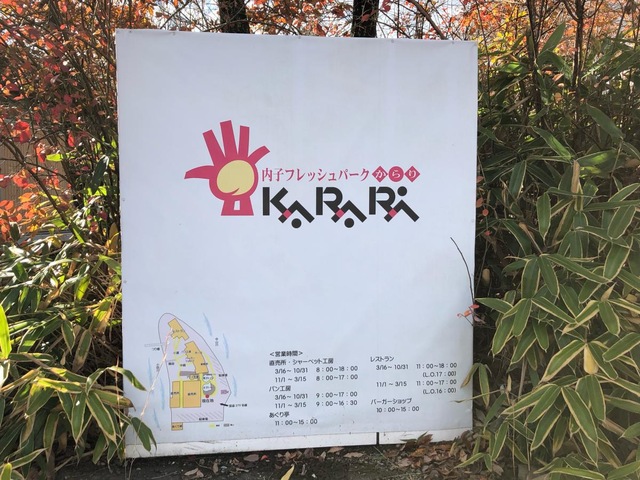 内子フレッシュパーク からり
KARARI
<営業時間>
直売所・シャーベット工房
3/16～10/31 8：00～18：00
11/1～3/15 8：00～17：00
パン工房
3/16～10/31 9：00～17：00
11/1～3/15 9：00～16：30
あぐり亭
11：00～15：00
レストラン
3/16～10/31 11：00～18：00
(L.O.17：00)
11/1～3/15 11：00～17：00
(L.O.16：00)
バーガーショップ
10：00～15：00